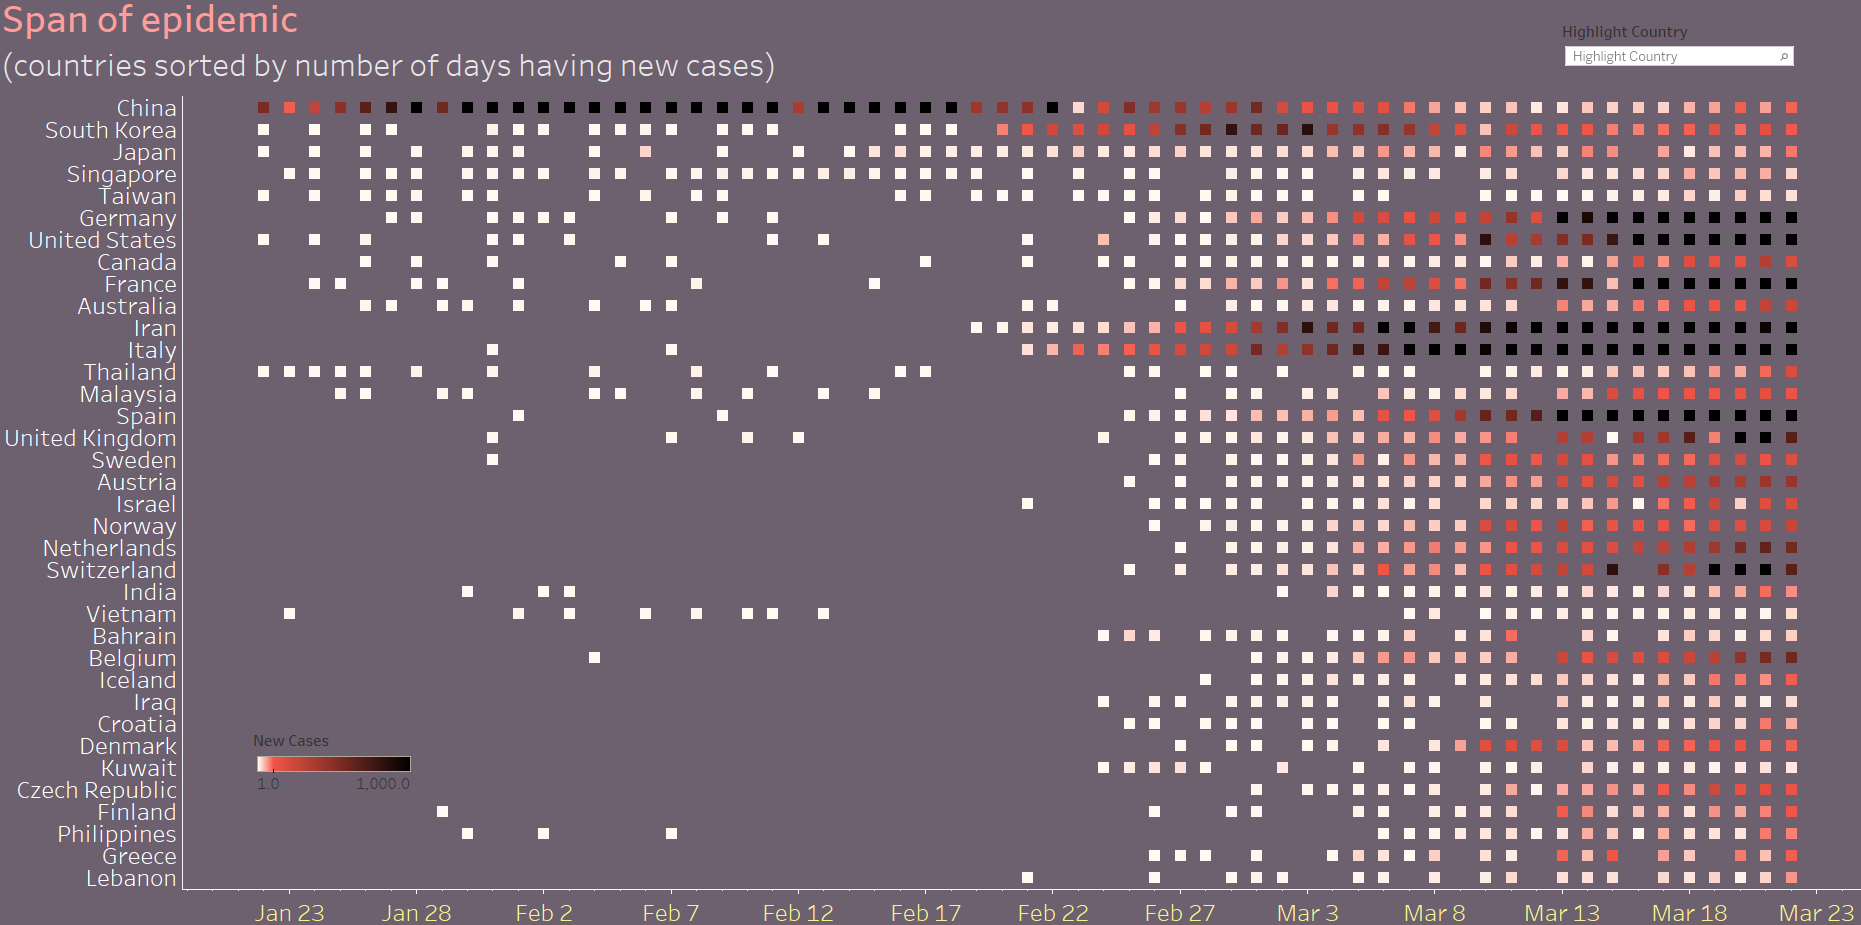 Span of epidemic
(countries sorted by number of days having new cases)
Highlight Country
Highlight Country
China
South Korea
Japan
Singapore
Taiwan
Germany
United States
Canada
France
Australia
Iran
Italy
Thailand
Malaysia
Spain
United Kingdom
Sweden
Austria
Israel
Norway
Netherlands
Switzerland
India
Vietnam
Bahrain
Belgium
Iceland
Iraq
Croatia
Denmark
Kuwait
Czech Republic
Finland
Philippines
Greece
Lebanon
New Cases
1.0 1,000.0
Jan 23 Jan 28 Feb 2 Feb 7 Feb 12 Feb 17 Feb 22 Feb 27 Mar 3 Mar 8 Mar 13 Mar 18 Mar 23